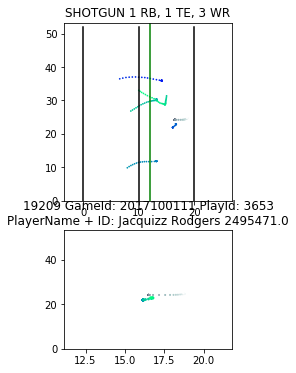 SHOTGUN 1 RB, 1 TE, 3 WR
50
40
30
20
10
0
0 10 20
19209 GameId: 2017100111 PlayId: 3653
PlayerName + ID: Jacquizz Rodgers 2495471.0
40
20
0
12.5 15.0 17.5 20.0